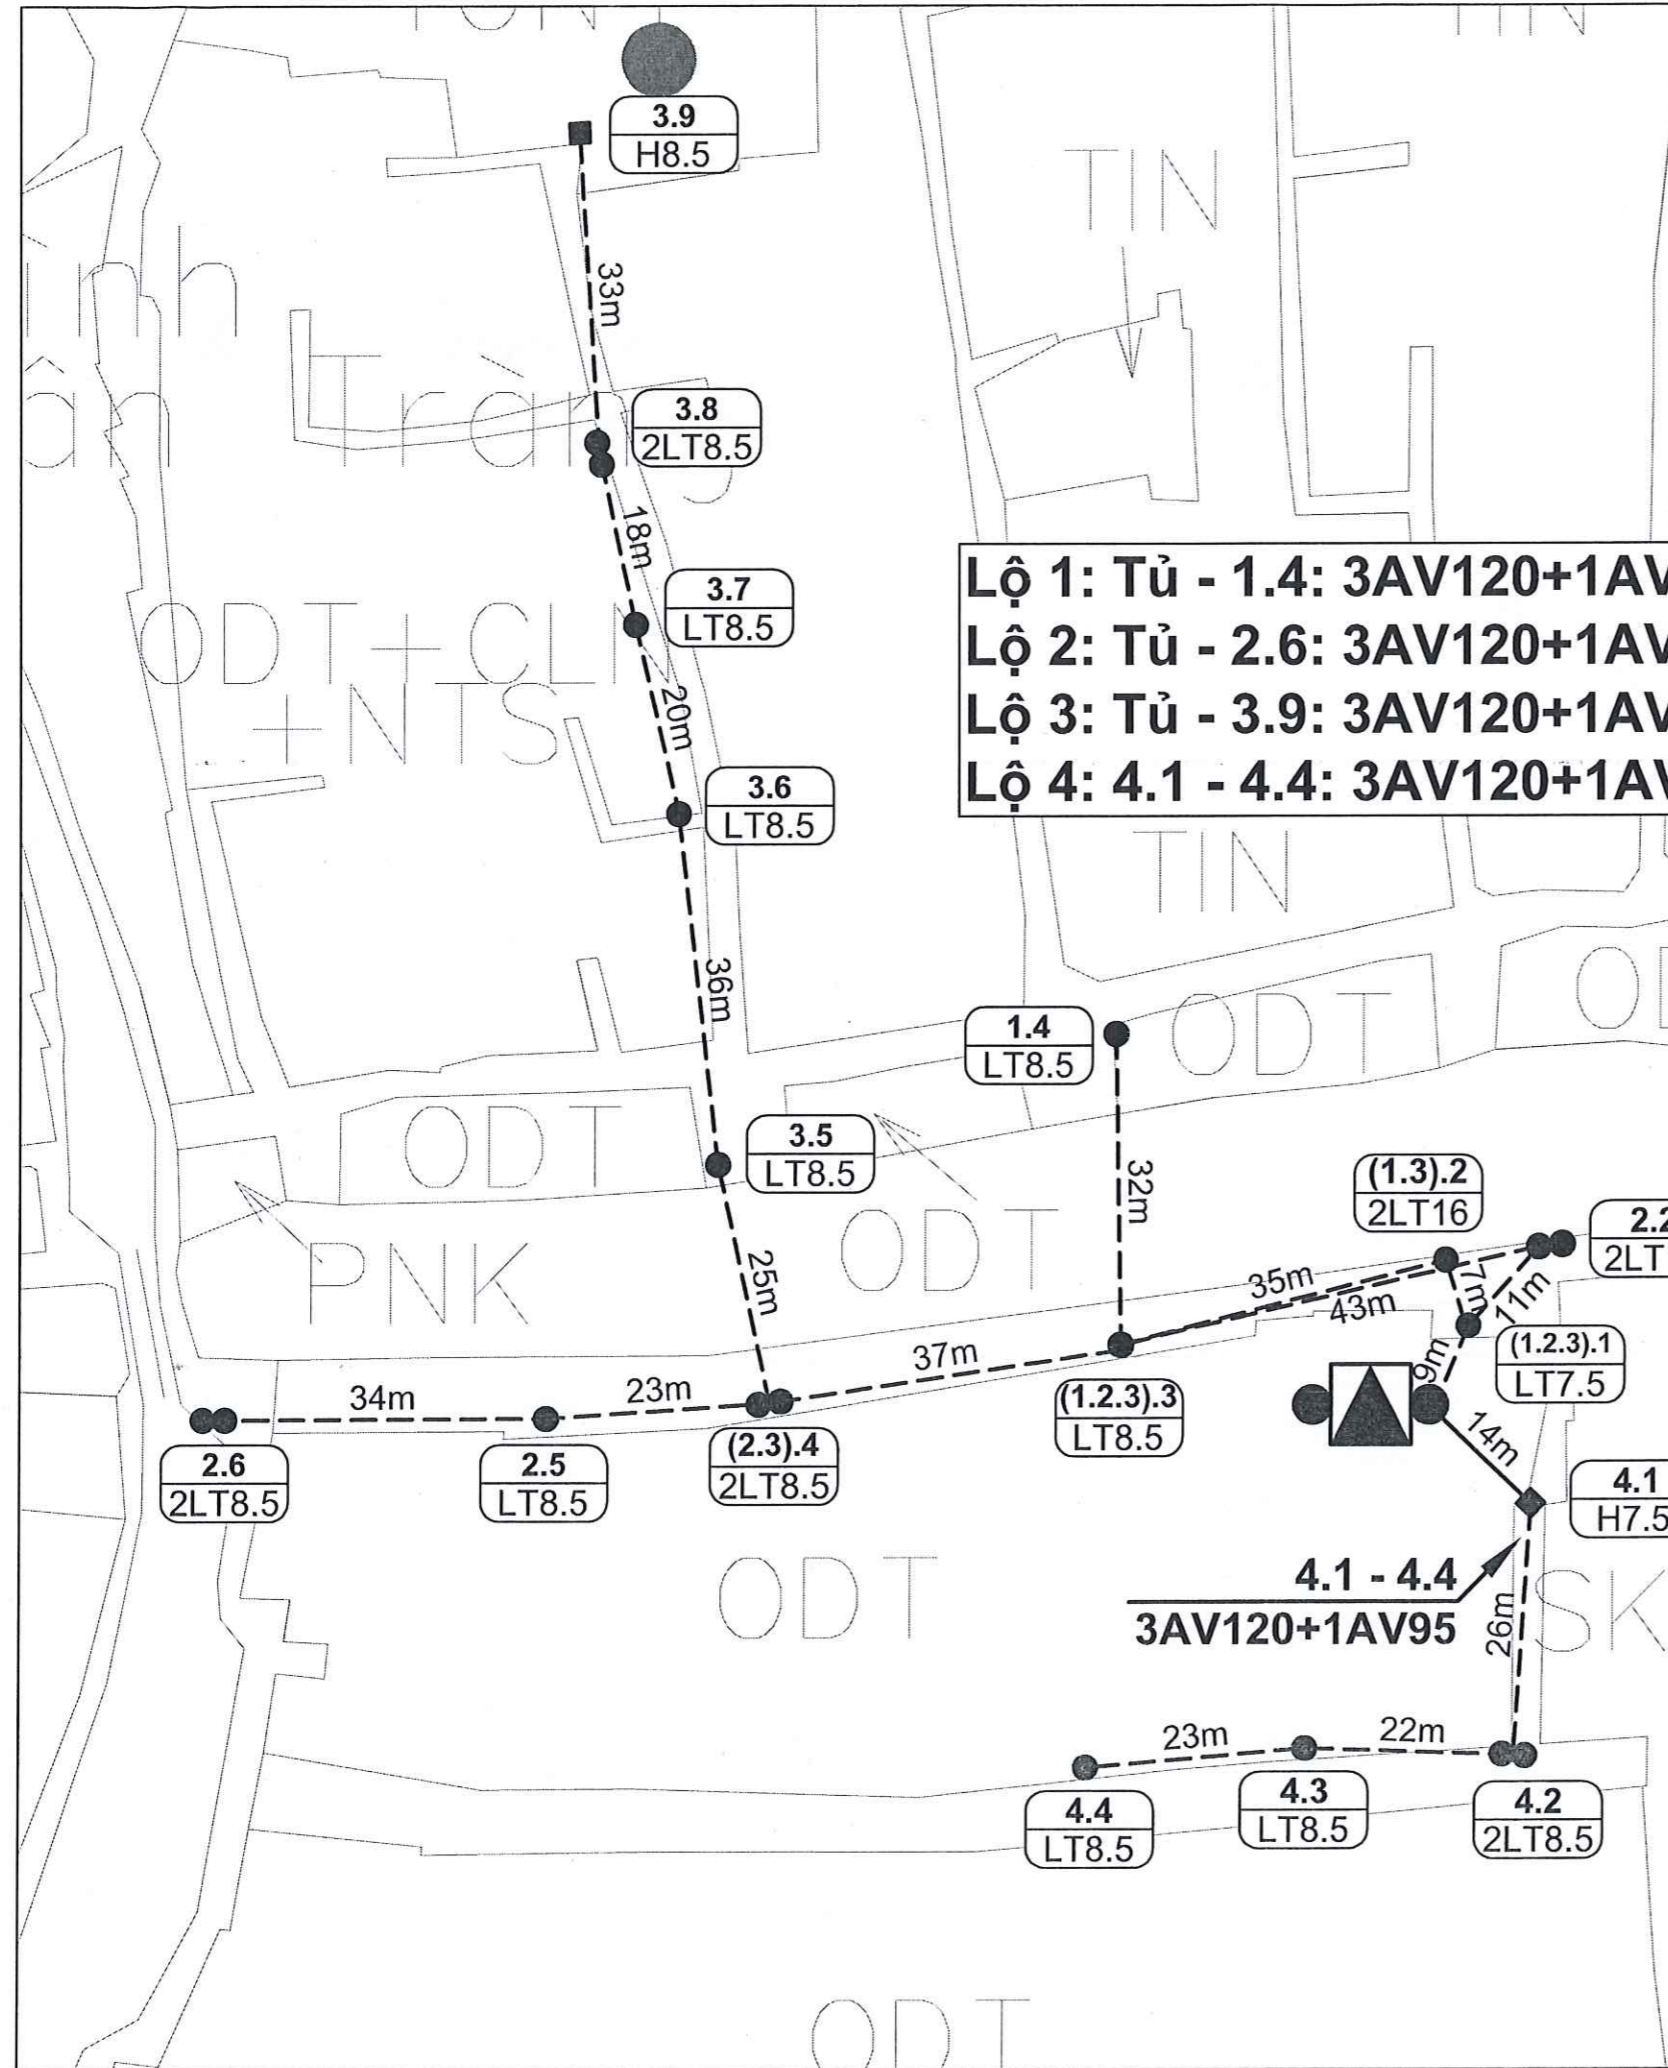 TIN
3.9
H8.5
TIN
33m
3.8
2LT8.5
18m
3.7
LT8.5
Lộ 1: Tủ - 1.4: 3AV120+1AV
Lộ 2: Tủ - 2.6: 3AV120+1AV
Lộ 3: Tủ - 3.9: 3AV120+1AV
Lộ 4: 4.1 - 4.4: 3AV120+1AV
ODT+CLN
+NTS
20m
3.6
LT8.5
TIN
36m
1.4
LT8.5
ODT
ODT
3.5
LT8.5
32m
(1.3).2
2LT16
2.2
2LT
ODT
PNK
25m
35m
43m
7m
11m
37m
9m
(1.2.3).1
LT7.5
34m
23m
(1.2.3).3
LT8.5
14m
2.6
2LT8.5
2.5
LT8.5
(2.3).4
2LT8.5
4.1
H7.5
ODT
4.1 - 4.4
3AV120+1AV95
26m
SK
23m
22m
4.4
LT8.5
4.3
LT8.5
4.2
2LT8.5
ODT